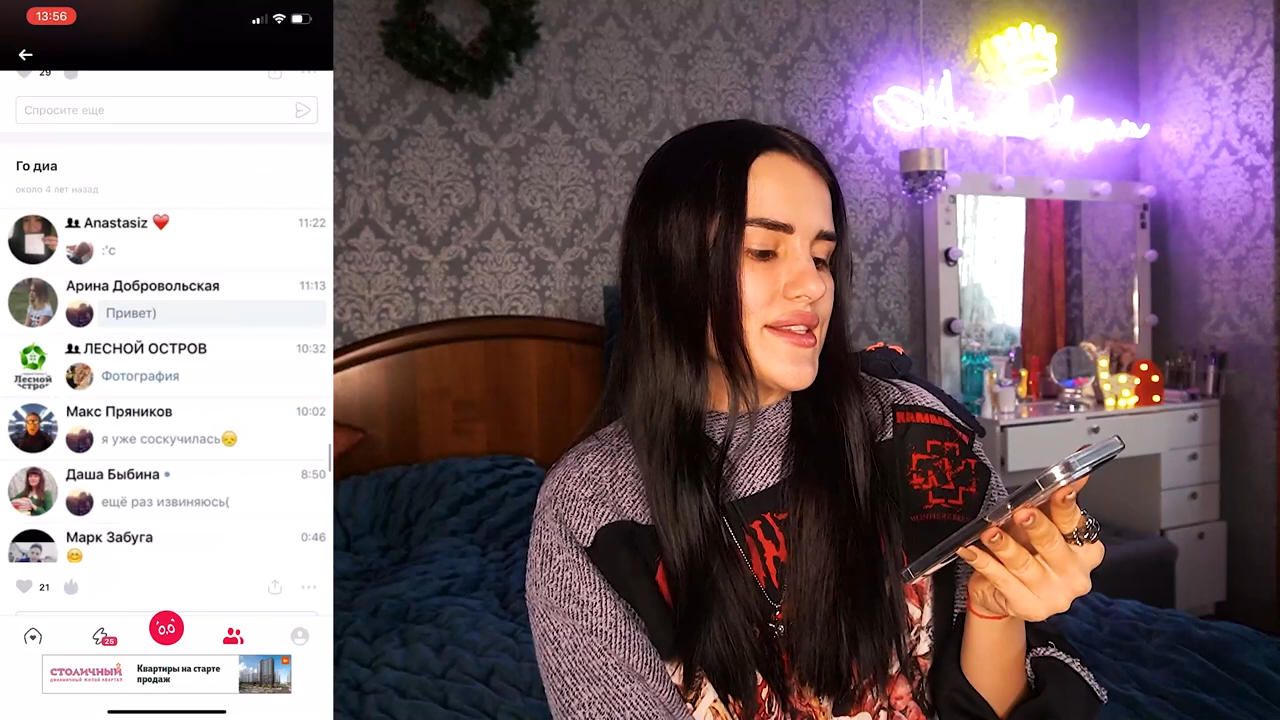 13:56
29
Спросите еще
Го диа
около 4 лет назад
Anastasiz ❤️ 11:22
:'c
Арина Добровольская 11:13
Привет)
ЛЕСНОЙ ОСТРОВ 10:32
Лесной
остров
Фотография
Макс Пряников 10:02
я уже соскучилась😞
Даша Быбина 8:50
ещё раз извиняюсь(
Марк Забуга 0:46
😊
21
25
СТОЛИЧНЫЙ
Квартиры на старте
продаж
RAMMSTEIN